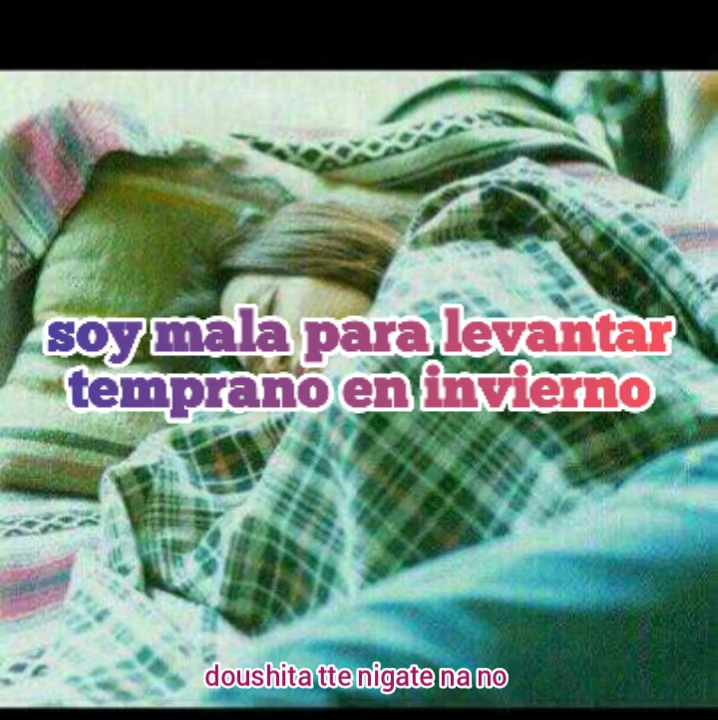 soy mala para levantar
temprano en invierno
doushita tte nigate na no